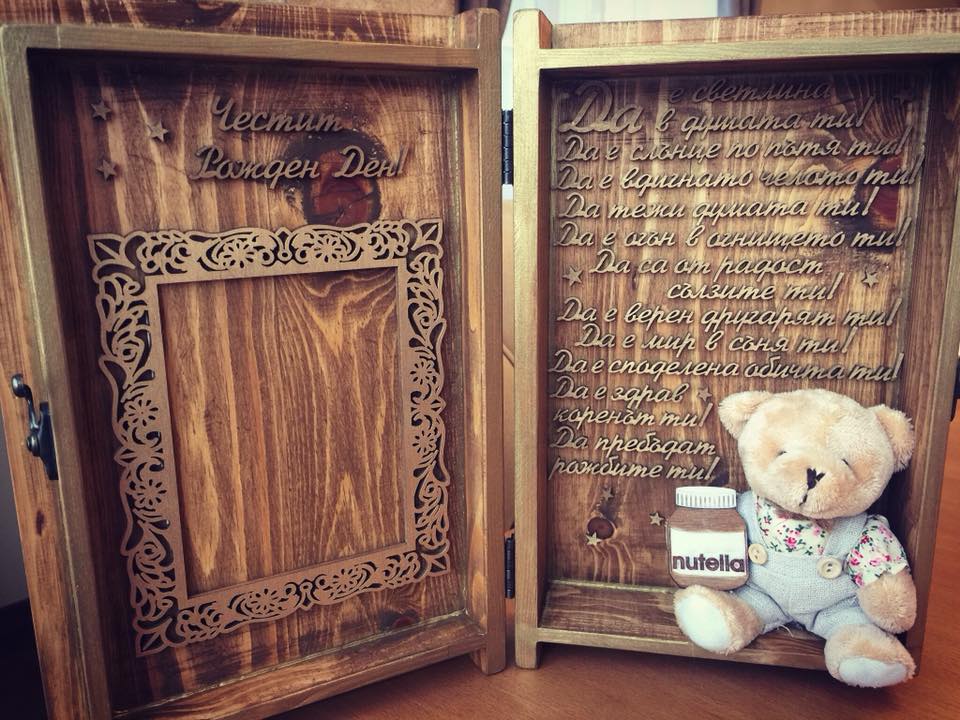 Честит
Рожден Ден!
Да е светлина
в душата ти!
Да е слънце по пътя ти!
Да е вдигнато челото ти!
Да тежи думата ти!
Да е огън в огнището ти!
Да са от радост
сълзите ти!
Да е верен другарят ти!
Да е мир в съня ти!
Да е споделена обичта ти!
Да е здрав
коренът ти!
Да пребъдат
рожбите ти!
nutella